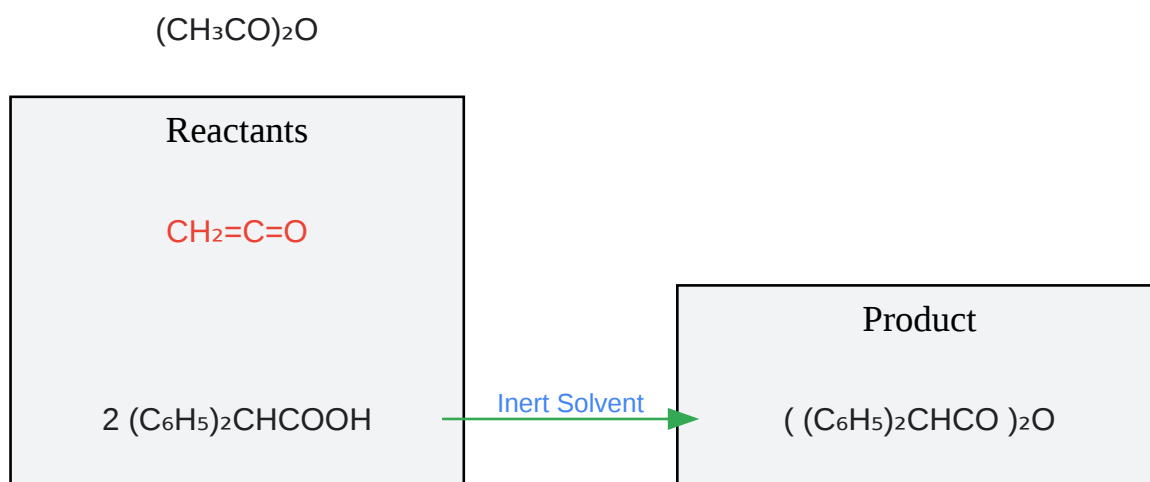 (CH₃CO)₂O
Reactants
CH₂=C=O
Product
Inert Solvent
2 (C₆H₅)₂CHCOOH
( (C₆H₅)₂CHCO )₂O